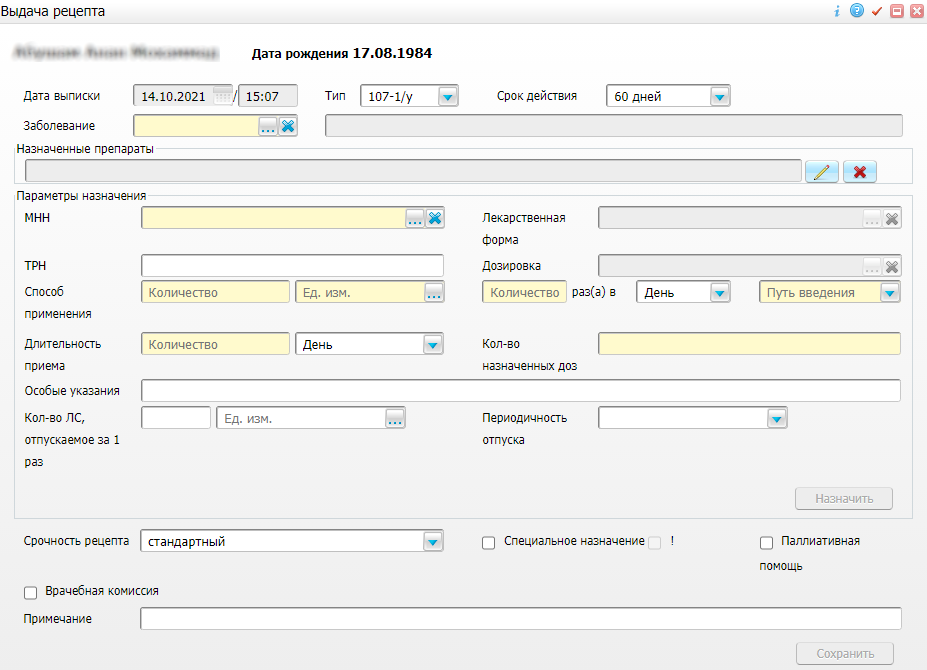 Выдача рецепта
Дата рождения 17.08.1984
Дата выписки 14.10.2021 / 15:07 Тип 107-1/у Срок действия 60 дней
Заболевание ...
Назначенные препараты
Параметры назначения
МНН ... Лекарственная форма ...
ТРН Дозировка ...
Способ применения Количество Ед. изм. ... Количество раз(а) в День Путь введения
Длительность приема Количество День Кол-во назначенных доз
Особые указания
Кол-во ЛС, отпускаемое за 1 раз Ед. изм. ... Периодичность отпуска
Назначить
Срочность рецепта стандартный Специальное назначение ! Паллиативная помощь
Врачебная комиссия
Примечание
Сохранить